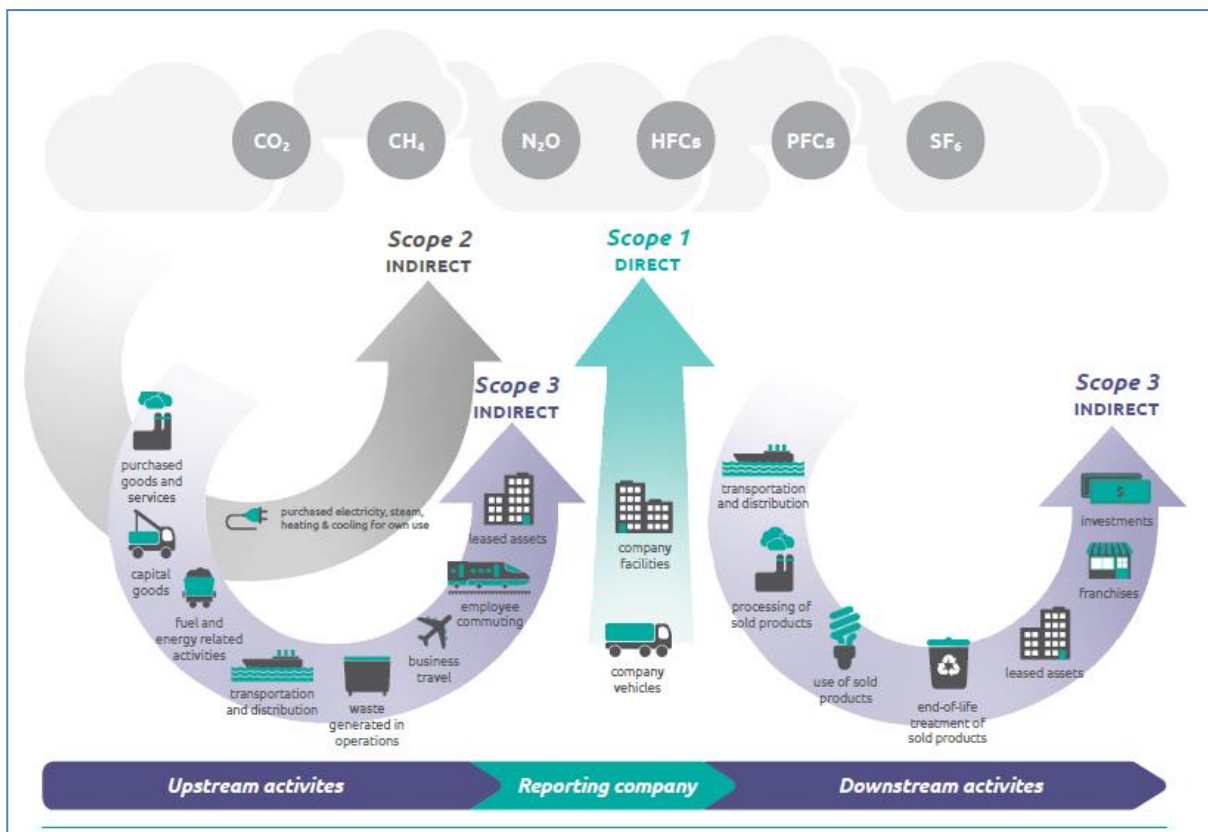 CO₂
CH₄
N₂O
HFCs
PFCs
SF₆
Scope 2
INDIRECT
Scope 1
DIRECT
Scope 3
INDIRECT
Scope 3
INDIRECT
purchased
goods and
services
capital
goods
fuel and
energy related
activities
transportation
and distribution
waste
generated in
operations
business
travel
employee
commuting
leased assets
purchased electricity, steam,
heating & cooling for own use
company
facilities
company
vehicles
transportation
and distribution
processing of
sold products
use of sold
products
end-of-life
treatment of
sold products
leased assets
franchises
investments
$
Upstream activites
Reporting company
Downstream activites